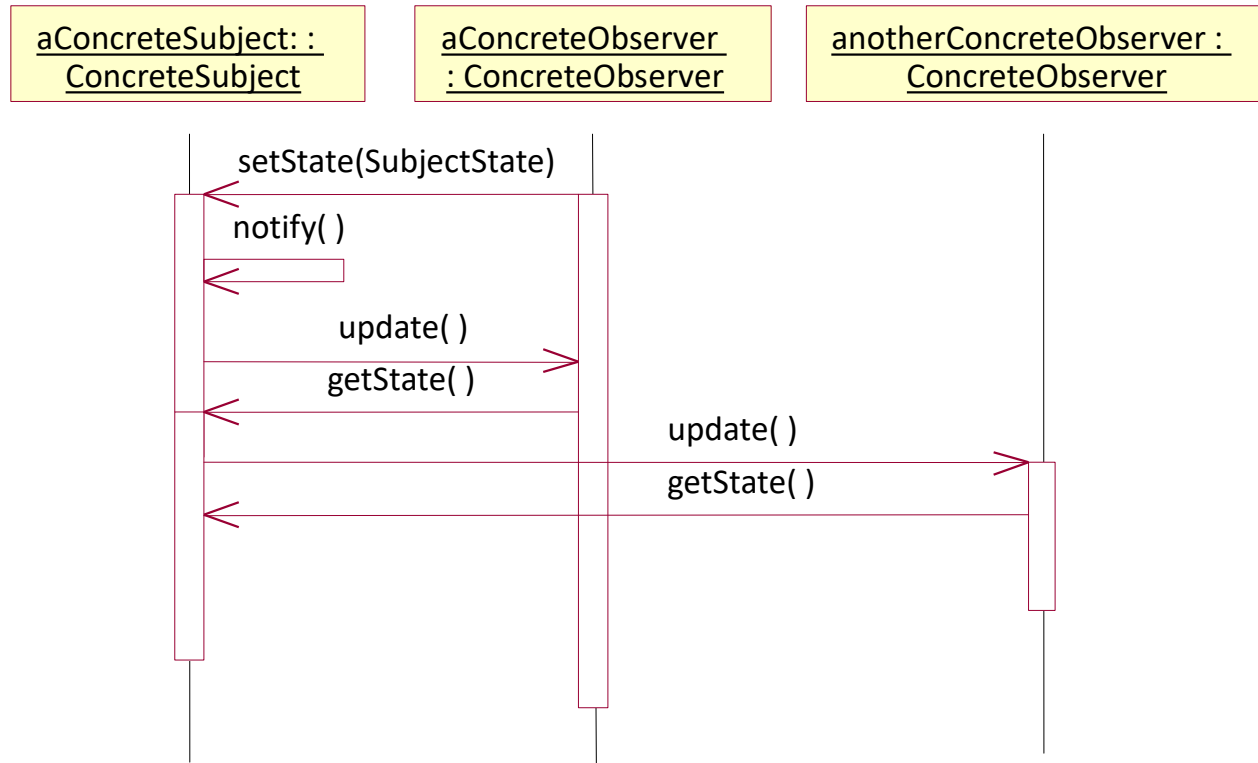 aConcreteSubject: :
ConcreteSubject
aConcreteObserver
: ConcreteObserver
anotherConcreteObserver :
ConcreteObserver
setState(SubjectState)
notify( )
update( )
getState( )
update( )
getState( )